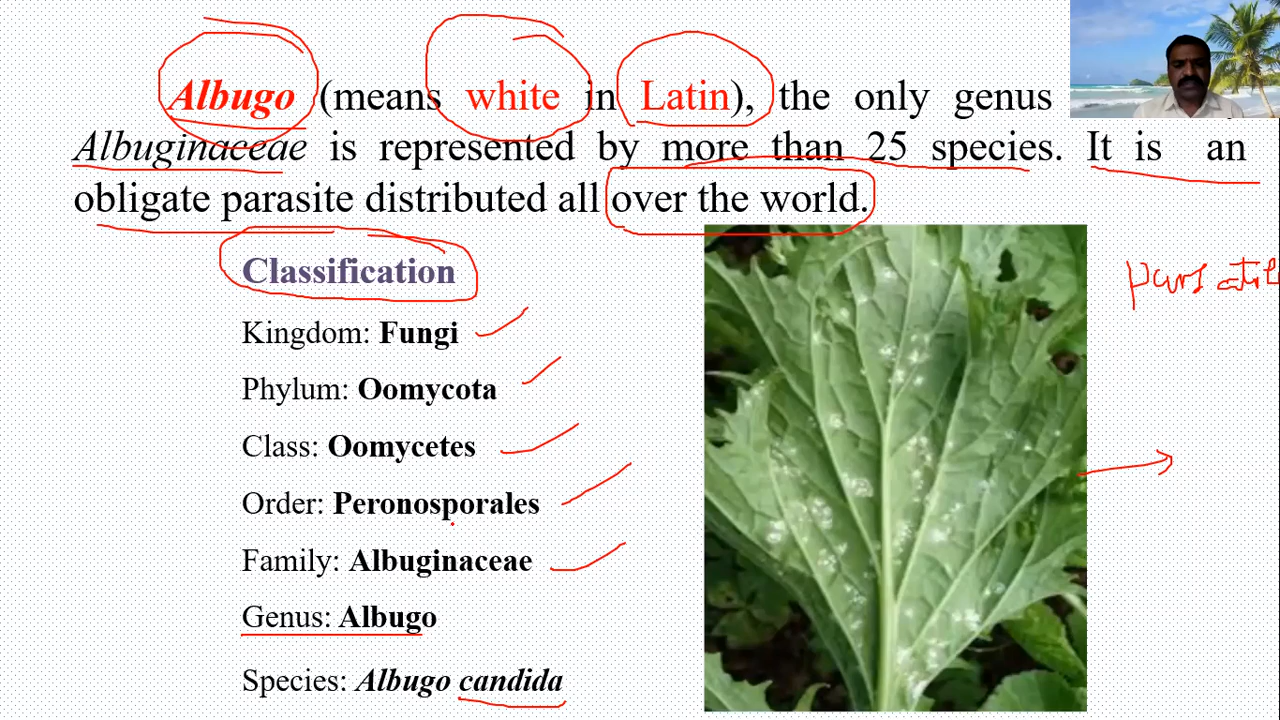 Albugo (means white in Latin), the only genus
Albuginaceae is represented by more than 25 species. It is an
obligate parasite distributed all over the world.
Classification
Kingdom: Fungi
Phylum: Oomycota
Class: Oomycetes
Order: Peronosporales
Family: Albuginaceae
Genus: Albugo
Species: Albugo candida